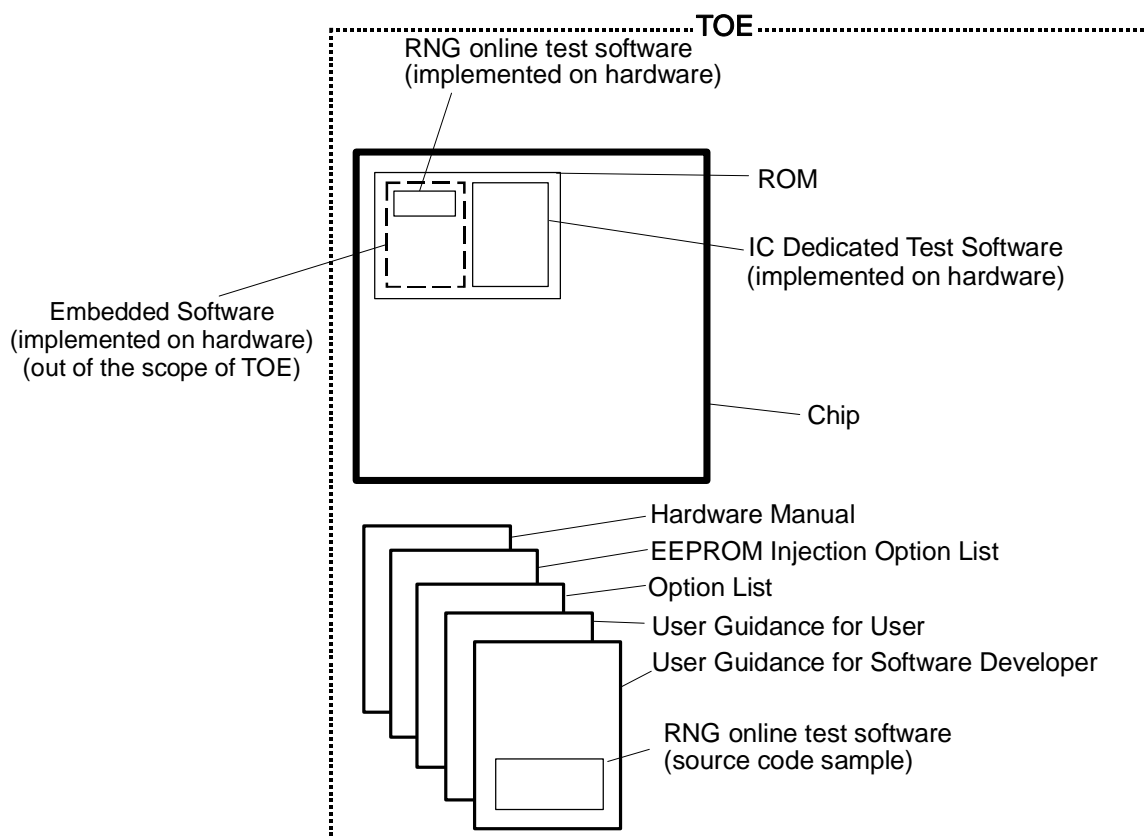 TOE
RNG online test software
(implemented on hardware)
ROM
IC Dedicated Test Software
(implemented on hardware)
Embedded Software
(implemented on hardware)
(out of the scope of TOE)
Chip
Hardware Manual
EEPROM Injection Option List
Option List
User Guidance for User
User Guidance for Software Developer
RNG online test software
(source code sample)